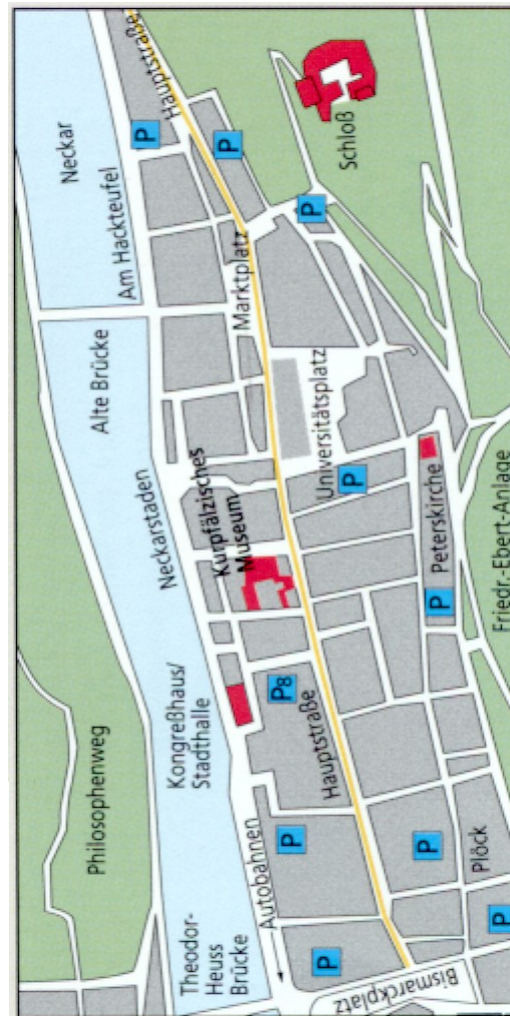 Neckar
Hauptstraße
Am Hackteufel
P
P
P
Schloß
Alte Brücke
Marktplatz
Neckarstaden
Kurpfälzisches
Museum
Universitätsplatz
P
Peterskirche
P
Friedr.-Ebert-Anlage
Philosophenweg
Kongreßhaus/
Stadthalle
P8
Hauptstraße
Autobahnen
P
P
Plöck
Theodor-
Heuss
Brücke
P
Bismarckplatz
P